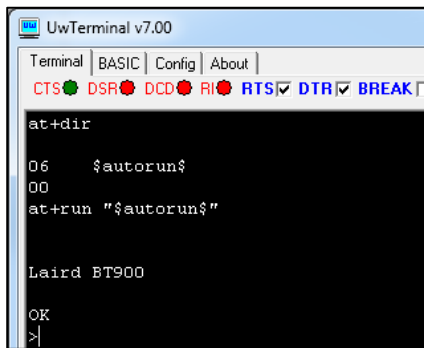 UwTerminal v7.00
Terminal BASIC Config About
CTS DSR DCD RI RTS DTR BREAK
at+dir
06 $autorun$
00
at+run "$autorun$"
Laird BT900
OK
>